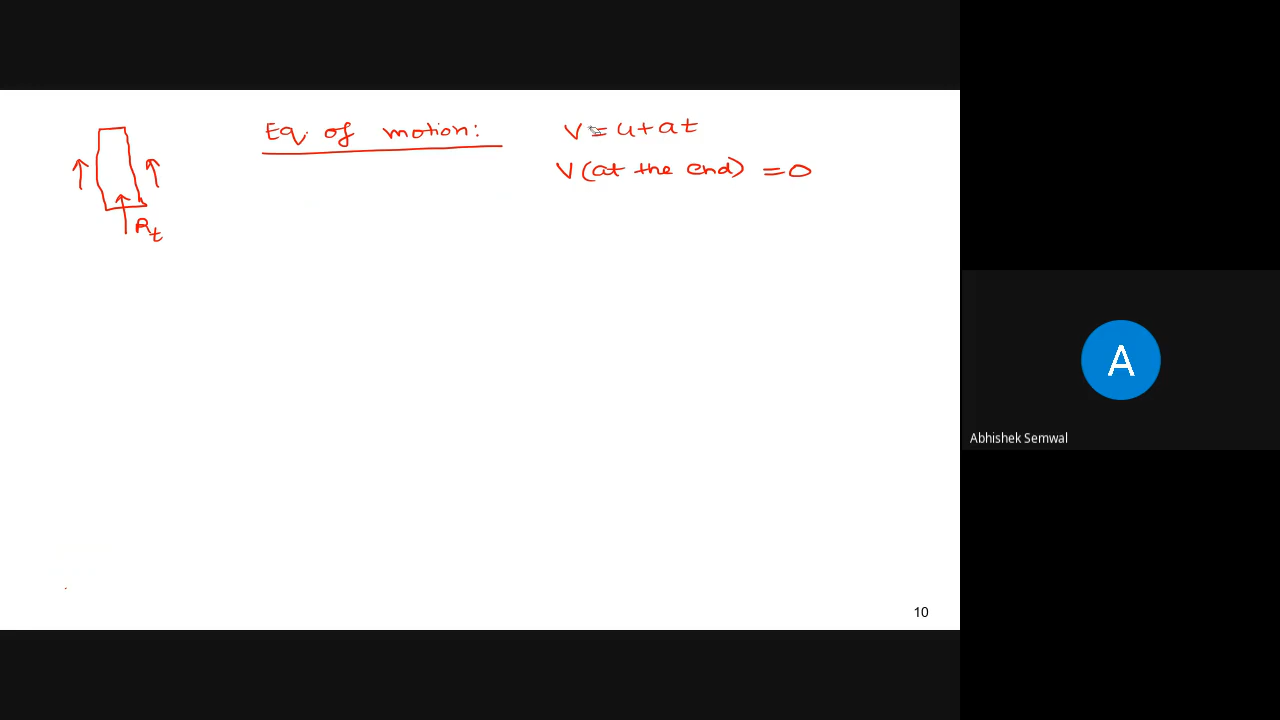 Eq. of motion: v = u + at
v (at the end) = 0
Rt
A
Abhishek Semwal
10